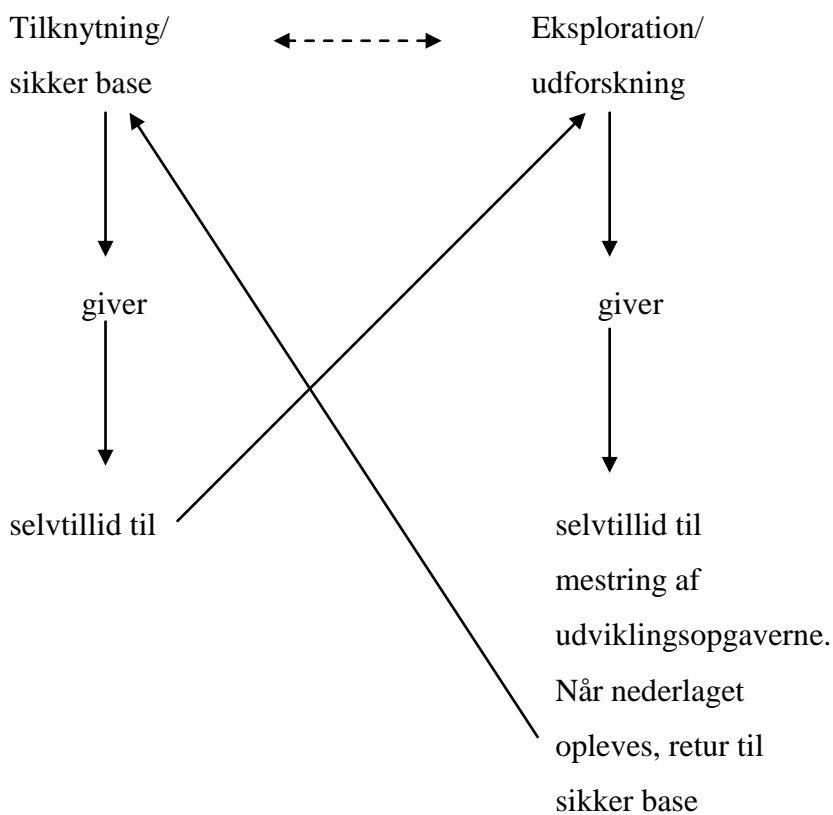 Tilknytning/
sikker base
Eksploration/
udforskning
giver
giver
selvtillid til
selvtillid til
mestring af
udviklingsopgaverne.
Når nederlaget
opleves, retur til
sikker base